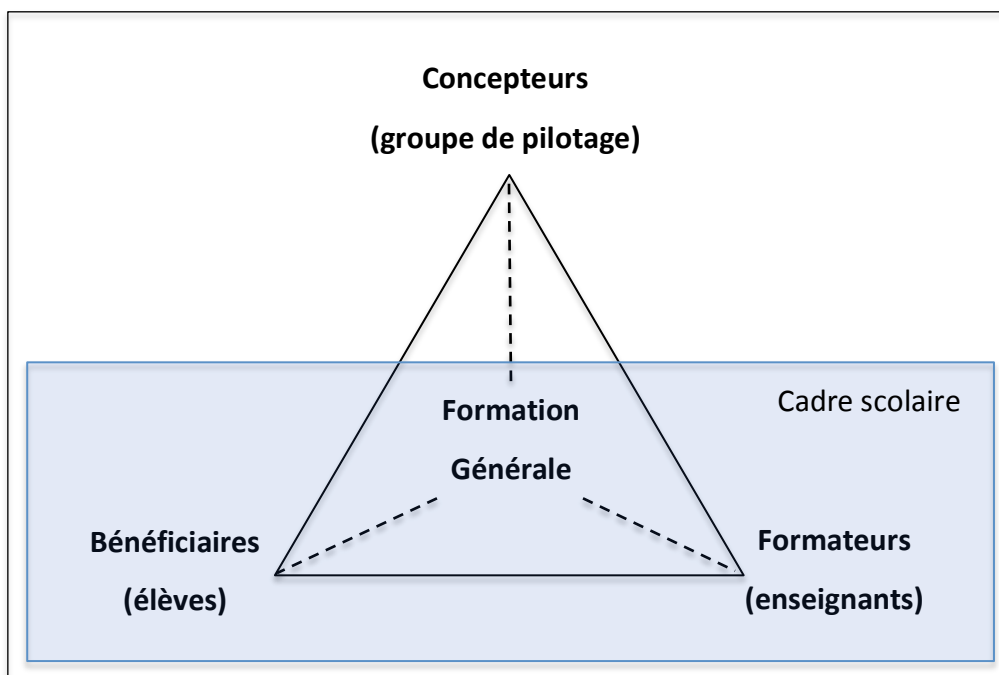 Concepteurs
(groupe de pilotage)
Cadre scolaire
Formation
Générale
Bénéficiaires
(élèves)
Formateurs
(enseignants)